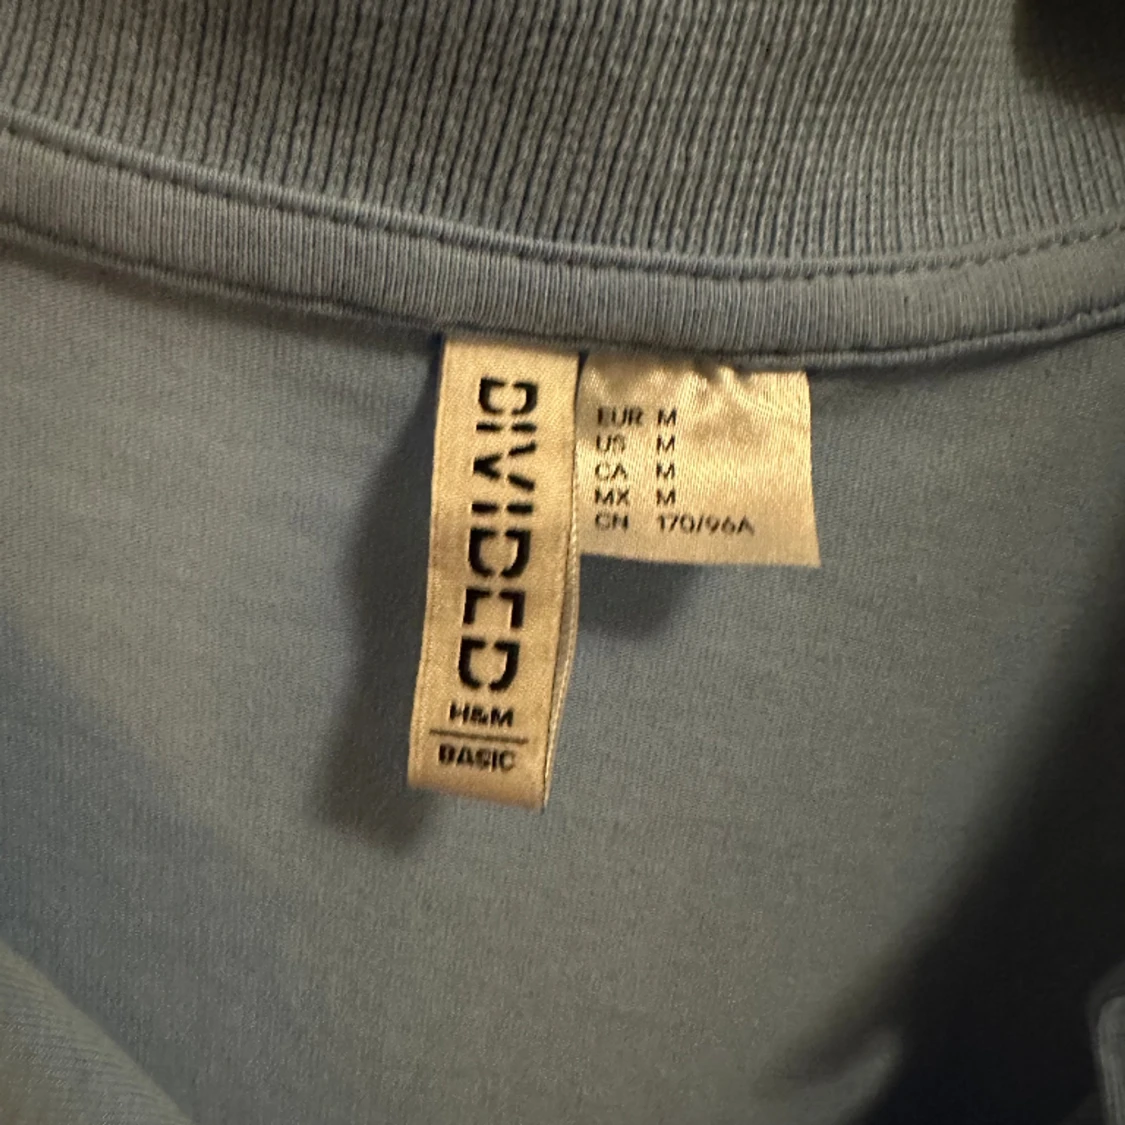 DIVIDED
H&M
BASIC
EUR M
US M
CA M
MX M
CN 170/96A